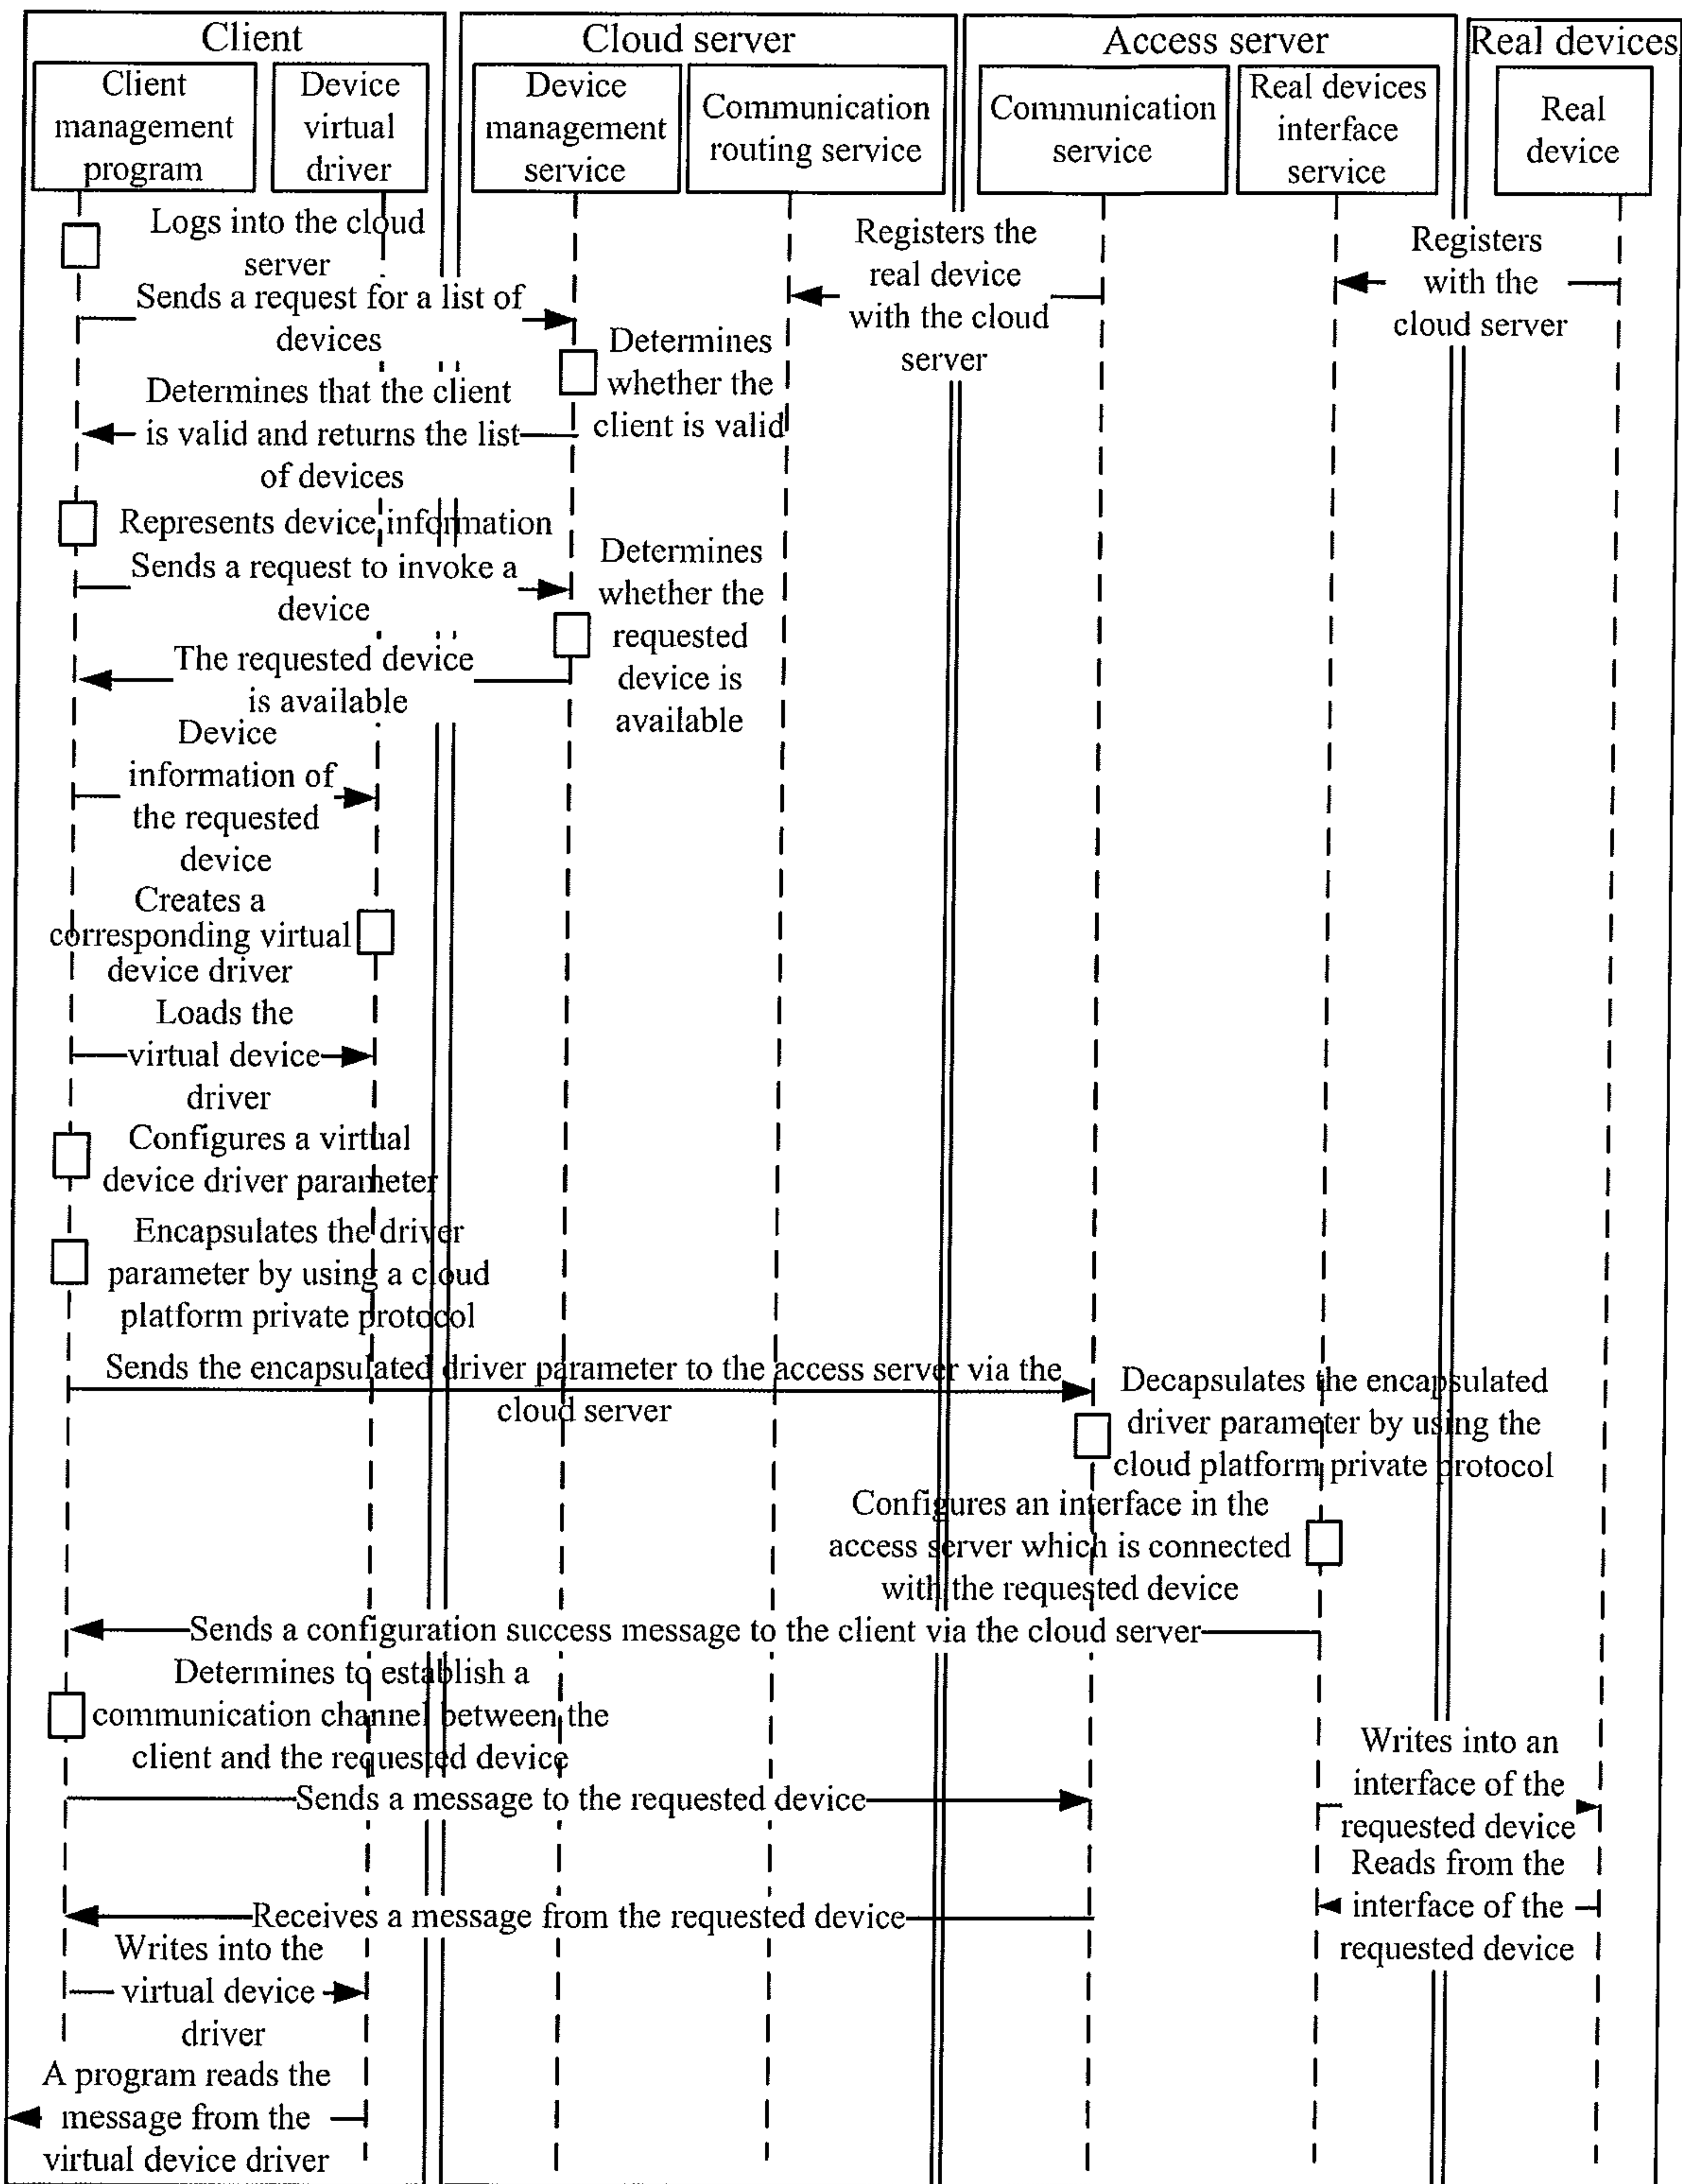 Client
Cloud server
Access server
Real devices
Client
management
program
Device
virtual
driver
Device
management
service
Communication
routing service
Communication
service
Real devices
interface
service
Real
device
Logs into the cloud
server
Registers the
real device
with the cloud
server
Registers
with the
cloud server
Sends a request for a list of
devices
Determines
whether the
client is valid
Determines that the client
is valid and returns the list
of devices
Represents device information
Sends a request to invoke a
device
Determines
whether the
requested
device is
available
The requested device
is available
Device
information of
the requested
device
Creates a
corresponding virtual
device driver
Loads the
virtual device
driver
Configures a virtual
device driver parameter
Encapsulates the driver
parameter by using a cloud
platform private protocol
Sends the encapsulated driver parameter to the access server via the
cloud server
Decapsulates the encapsulated
driver parameter by using the
cloud platform private protocol
Configures an interface in the
access server which is connected
with the requested device
Sends a configuration success message to the client via the cloud server
Determines to establish a
communication channel between the
client and the requested device
Sends a message to the requested device
Writes into an
interface of the
requested device
Reads from the
interface of the
requested device
Receives a message from the requested device
Writes into the
virtual device
driver
A program reads the
message from the
virtual device driver